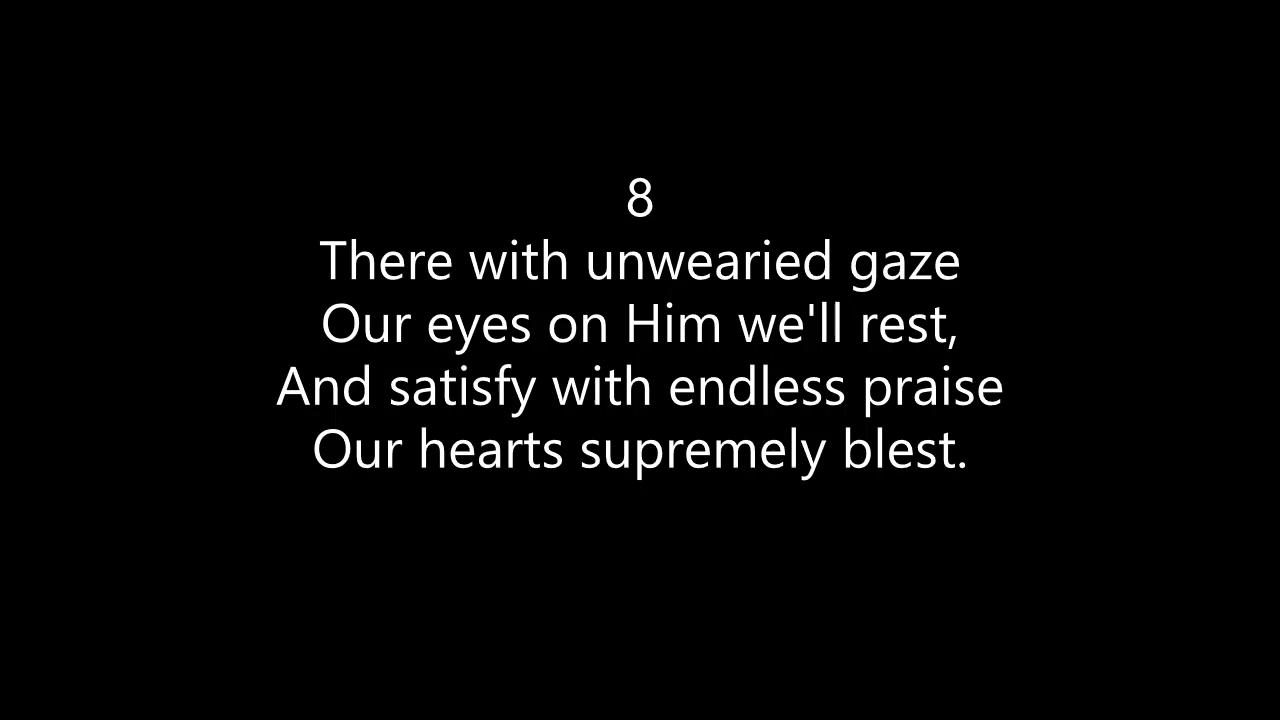 8
There with unwearied gaze
Our eyes on Him we'll rest,
And satisfy with endless praise
Our hearts supremely blest.